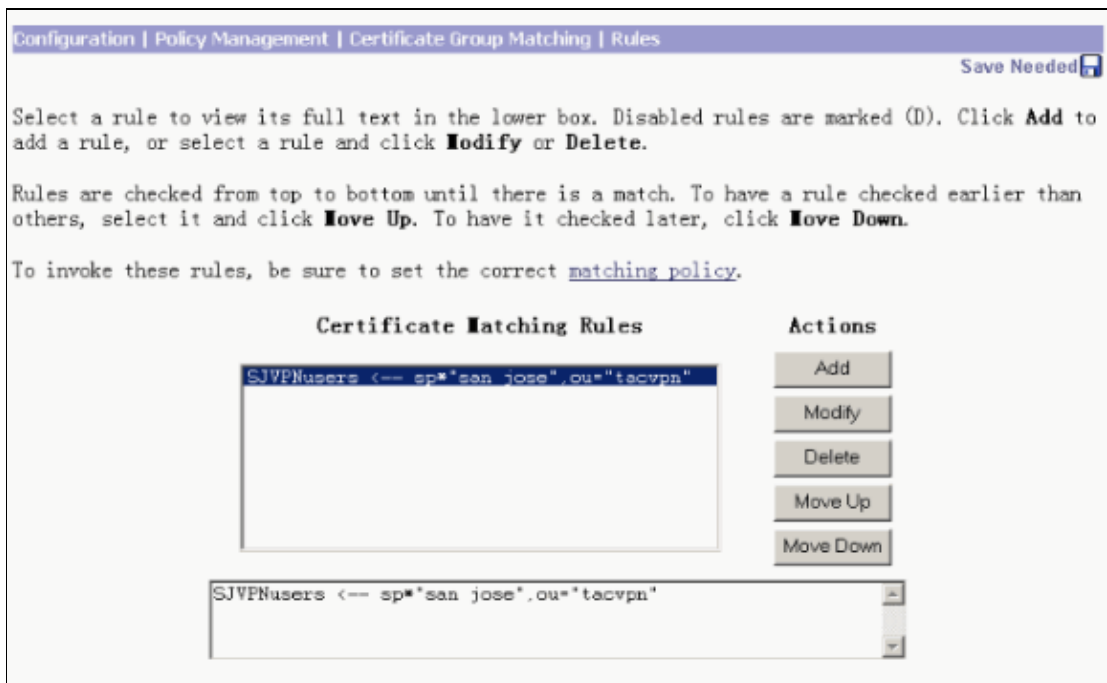 Configuration | Policy Management | Certificate Group Matching | Rules
Save Needed
Select a rule to view its full text in the lower box. Disabled rules are marked (D). Click Add to
add a rule, or select a rule and click Modify or Delete.
Rules are checked from top to bottom until there is a match. To have a rule checked earlier than
others, select it and click Move Up. To have it checked later, click Move Down.
To invoke these rules, be sure to set the correct matching policy.
Certificate Matching Rules
Actions
SJVPNusers <-- sp*"san jose",ou="tacvpn"
Add
Modify
Delete
Move Up
Move Down
SJVPNusers <-- sp*"san jose",ou="tacvpn"